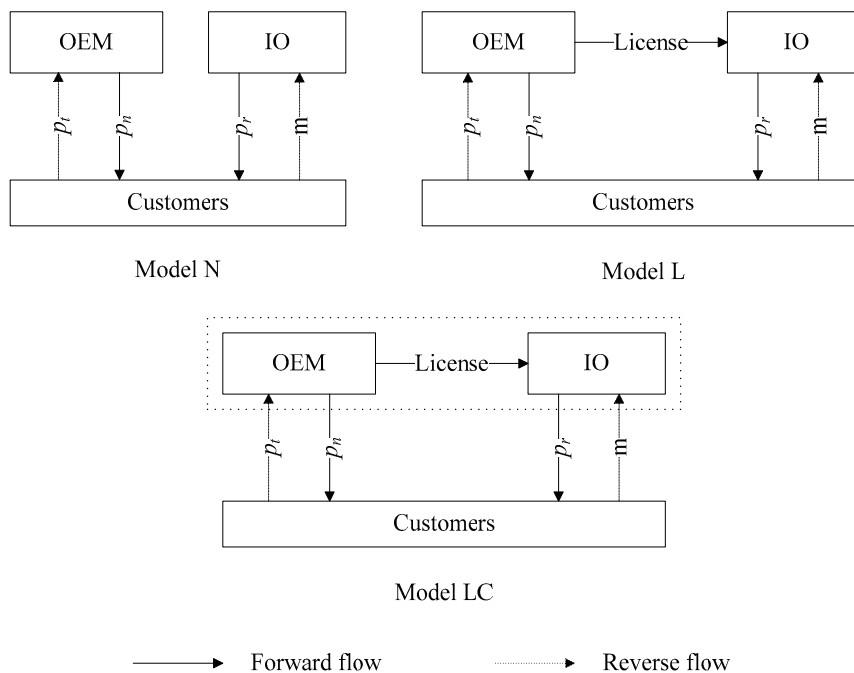 OEM IO OEM License IO
p_t p_n p_r m p_t p_n p_r m
Customers Customers
Model N Model L
OEM License IO
p_t p_n p_r m
Customers
Model LC
Forward flow Reverse flow